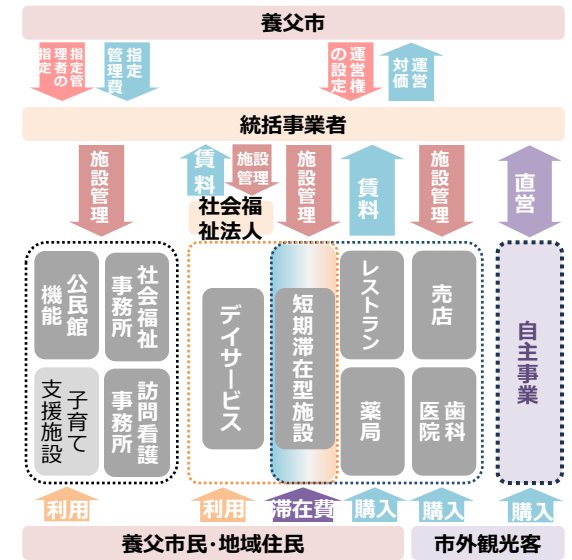 養父市
指定管
理者の
指定
指定
管理費
運営権
の設定
運営
対価
統括事業者
施設管理
賃料
施設
管理
施設管理
賃料
施設管理
直営
社会福
祉法人
公民館
機能
社会福祉
事務所
デイサービス
短期滞在型施設
レストラン
売店
自主事業
子育て
支援施設
訪問看護
事務所
薬局
歯科
医院
利用
利用
滞在費
購入
購入
購入
養父市民・地域住民
市外観光客